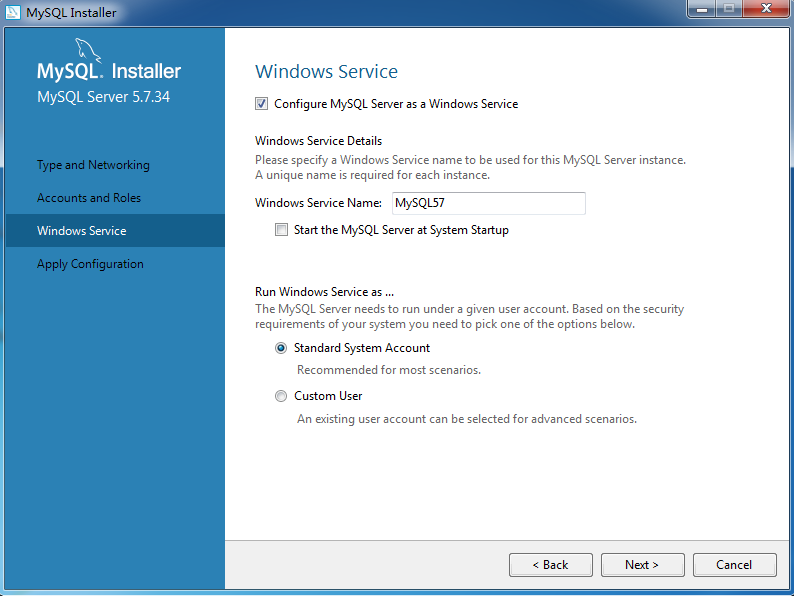 MySQL Installer
MySQL. Installer
MySQL Server 5.7.34
Type and Networking
Accounts and Roles
Windows Service
Apply Configuration
Windows Service
Configure MySQL Server as a Windows Service
Windows Service Details
Please specify a Windows Service name to be used for this MySQL Server instance.
A unique name is required for each instance.
Windows Service Name: MySQL57
Start the MySQL Server at System Startup
Run Windows Service as ...
The MySQL Server needs to run under a given user account. Based on the security
requirements of your system you need to pick one of the options below.
Standard System Account
Recommended for most scenarios.
Custom User
An existing user account can be selected for advanced scenarios.
< Back Next > Cancel